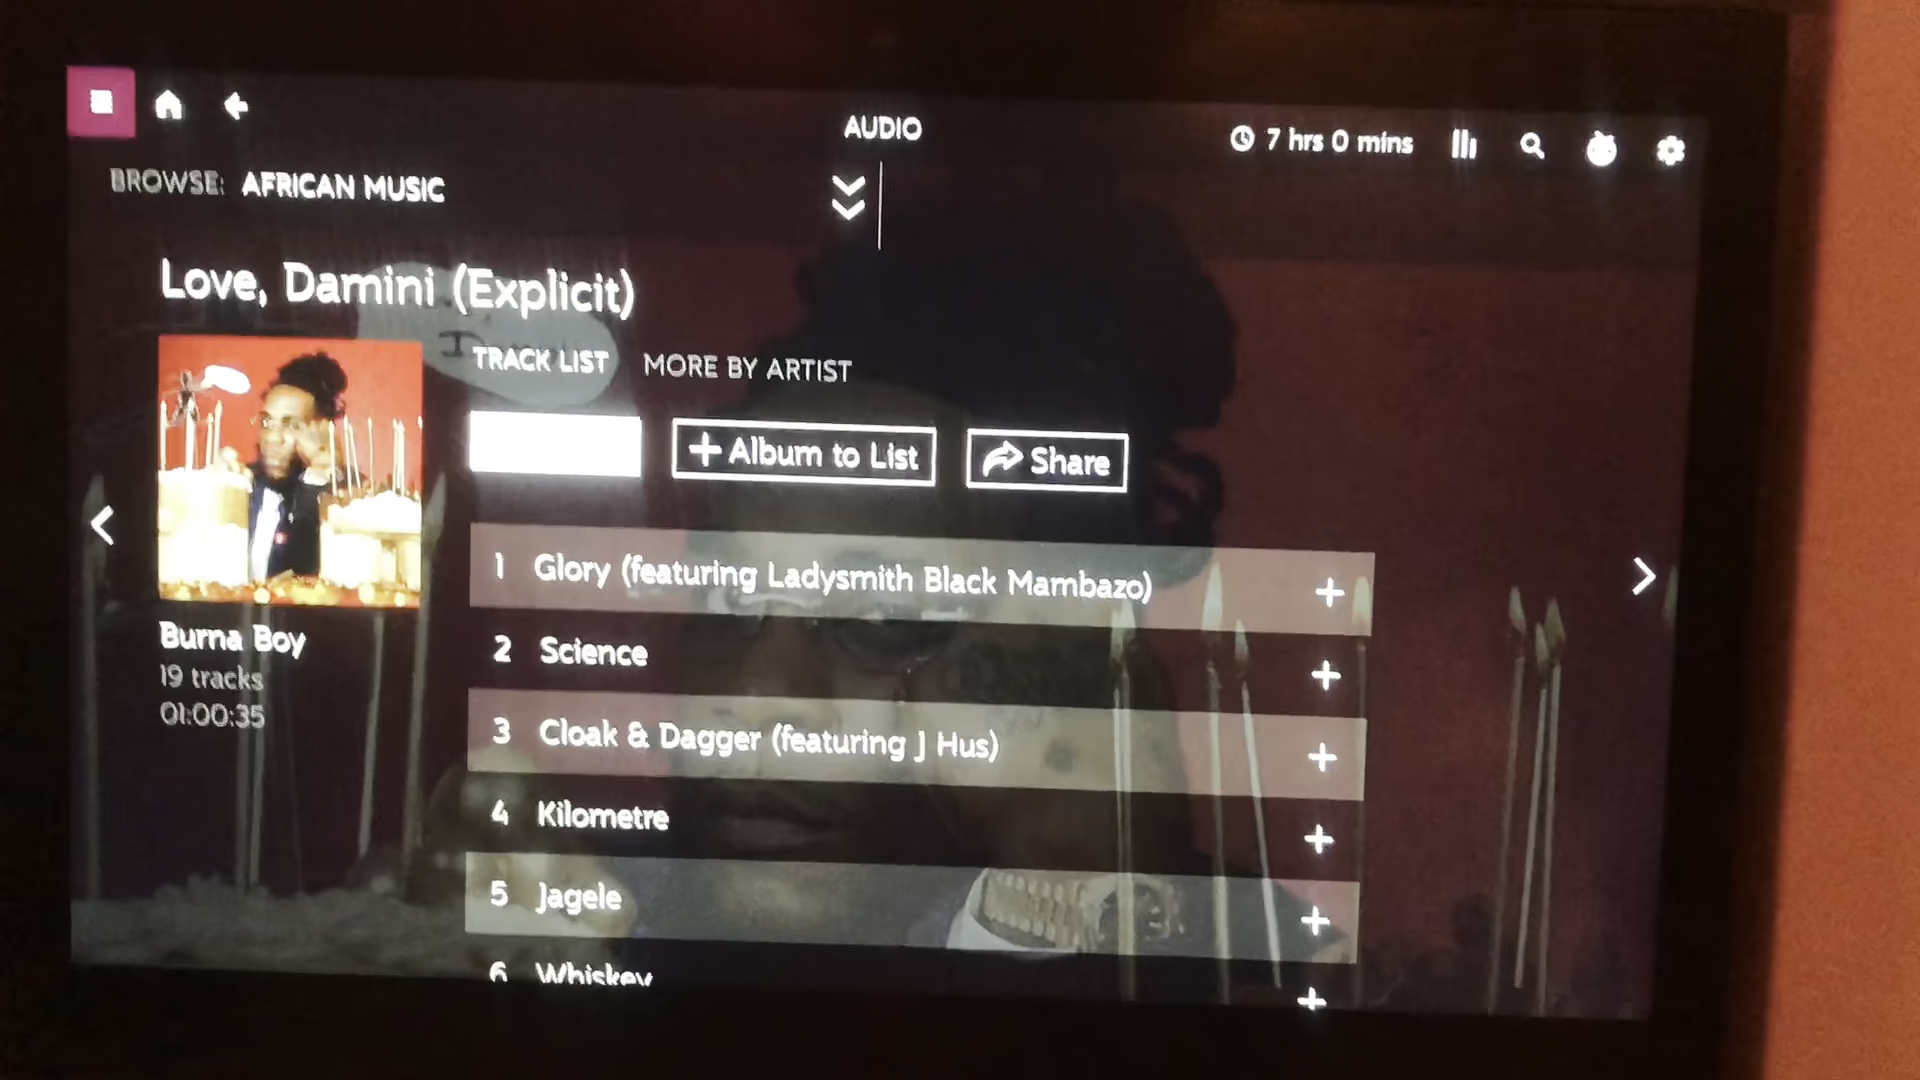 AUDIO
7 hrs 0 mins
BROWSE: AFRICAN MUSIC
Love, Damini (Explicit)
TRACK LIST
MORE BY ARTIST
+ Album to List
Share
1 Glory (featuring Ladysmith Black Mambazo) +
2 Science +
3 Cloak & Dagger (featuring J Hus) +
4 Kilometre +
5 Jagele +
6 Whiskey +
Burna Boy
19 tracks
01:00:35